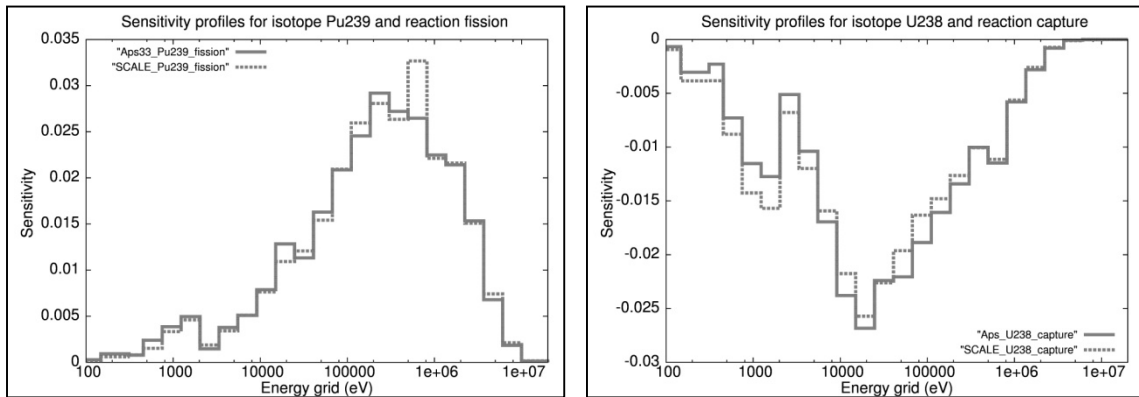 Sensitivity profiles for isotope Pu239 and reaction fission
0.035
"Aps33_Pu239_fission"
"SCALE_Pu239_fission"
0.03
0.025
0.02
0.015
0.01
0.005
0
Sensitivity
100
1000
10000
100000
1e+06
1e+07
Energy grid (eV)
Sensitivity profiles for isotope U238 and reaction capture
0
-0.005
-0.01
-0.015
-0.02
-0.025
-0.03
Sensitivity
"Aps_U238_capture"
"SCALE_U238_capture"
100
1000
10000
100000
1e+06
1e+07
Energy grid (eV)